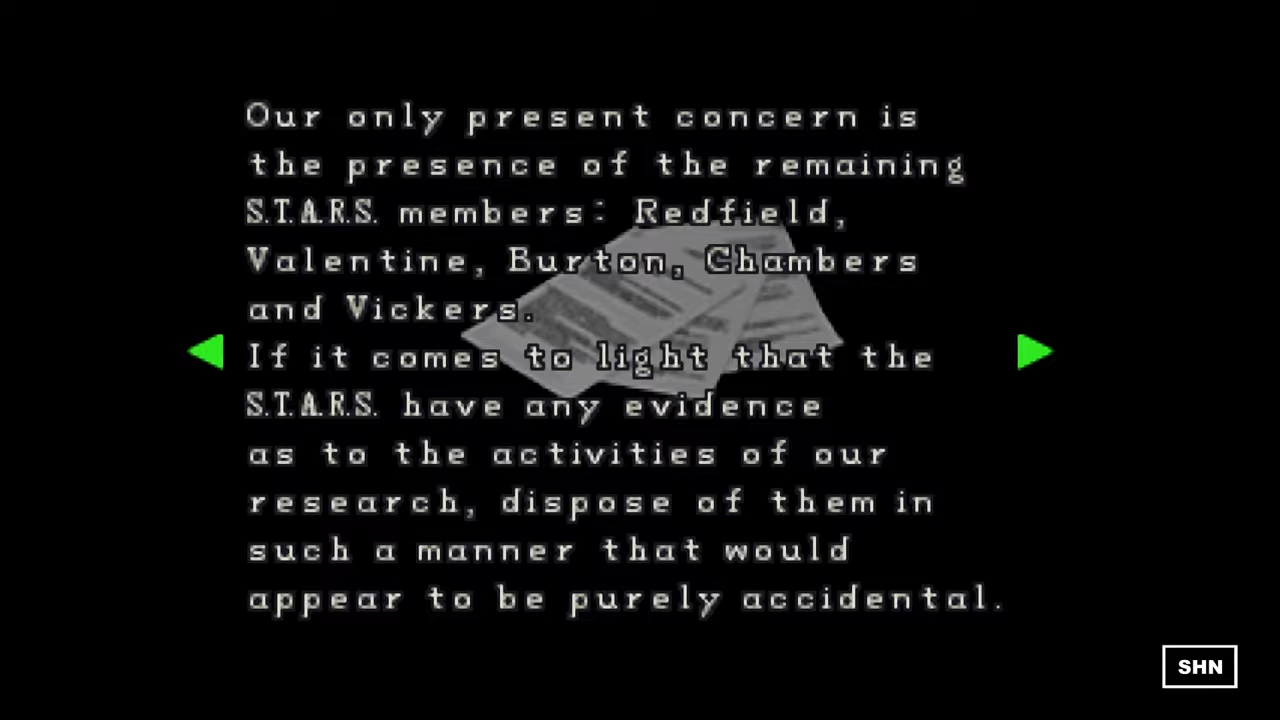 Our only present concern is
the presence of the remaining
S.T.A.R.S. members: Redfield,
Valentine, Burton, Chambers
and Vickers.
If it comes to light that the
S.T.A.R.S. have any evidence
as to the activities of our
research, dispose of them in
such a manner that would
appear to be purely accidental.
SHN